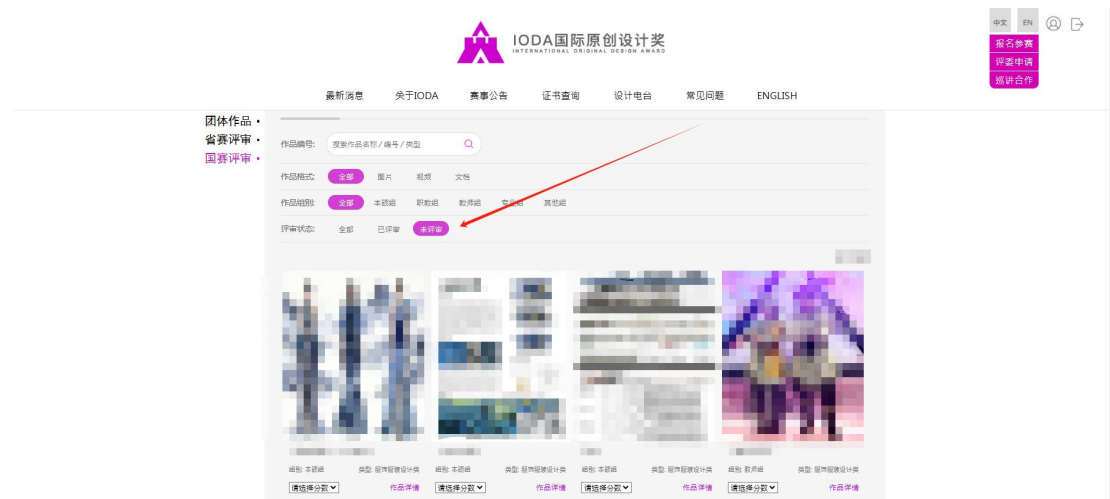 IODA国际原创设计奖
INTERNATIONAL ORIGINAL DESIGN AWARD
中文 EN
报名参赛
评委申请
巡讲合作
最新消息 关于IODA 赛事公告 证书查询 设计电台 常见问题 ENGLISH
团体作品
省赛评审
国赛评审
作品编号: 搜索作品名称/编号/类型
作品格式: 全部 图片 视频 文档
作品组别: 全部 本硕组 职教组 教师组 专业组 其他组
评审状态: 全部 已评审 未评审
组别: 本硕组 类型: 服饰服装设计类 组别: 本硕组 类型: 服饰服装设计类 组别: 本硕组 类型: 服饰服装设计类 组别: 教师组 类型: 服饰服装设计类
请选择分数 作品详情 请选择分数 作品详情 请选择分数 作品详情 请选择分数 作品详情